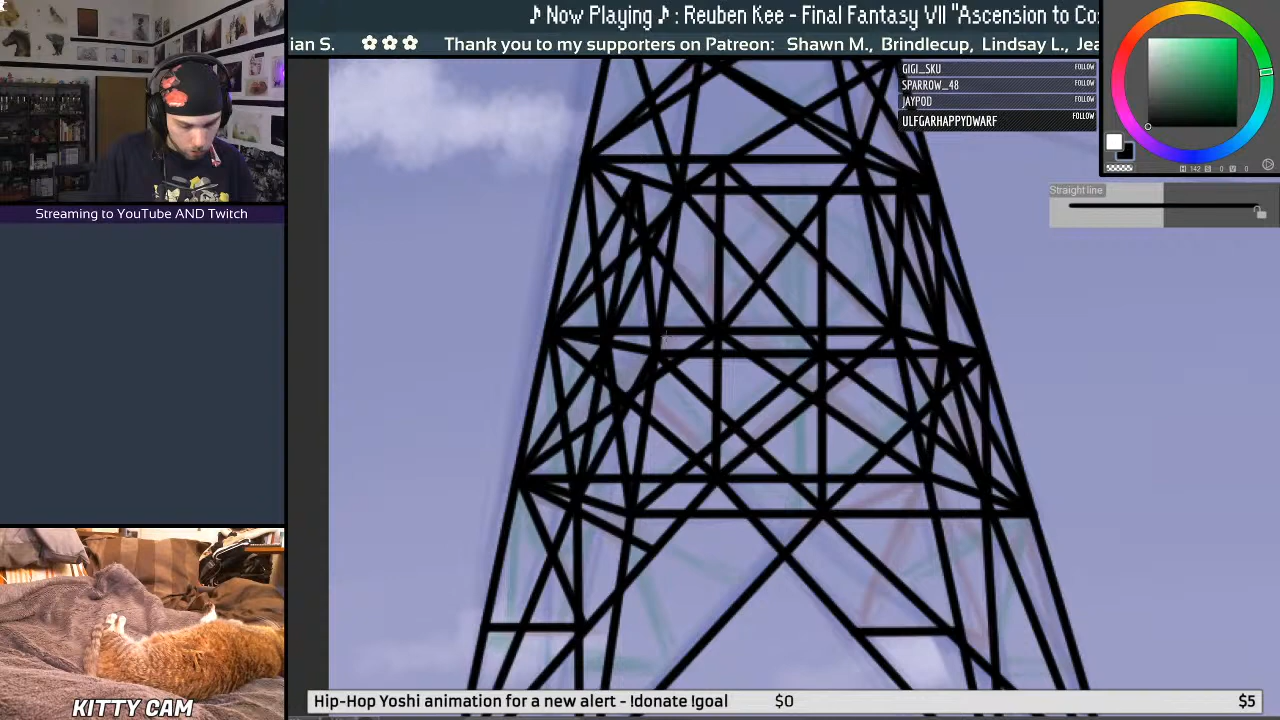 ♪ Now Playing ♪ : Reuben Kee - Final Fantasy VII "Ascension to Co
ian S. ✿✿✿ Thank you to my supporters on Patreon: Shawn M., Brindlecup, Lindsay L., Jea
GIGI_SKU FOLLOW
SPARROW_48 FOLLOW
JAYPOD FOLLOW
ULFGARHAPPYDWARF FOLLOW
Straight line
Streaming to YouTube AND Twitch
KITTY CAM
Hip-Hop Yoshi animation for a new alert - !donate !goal $0 $5